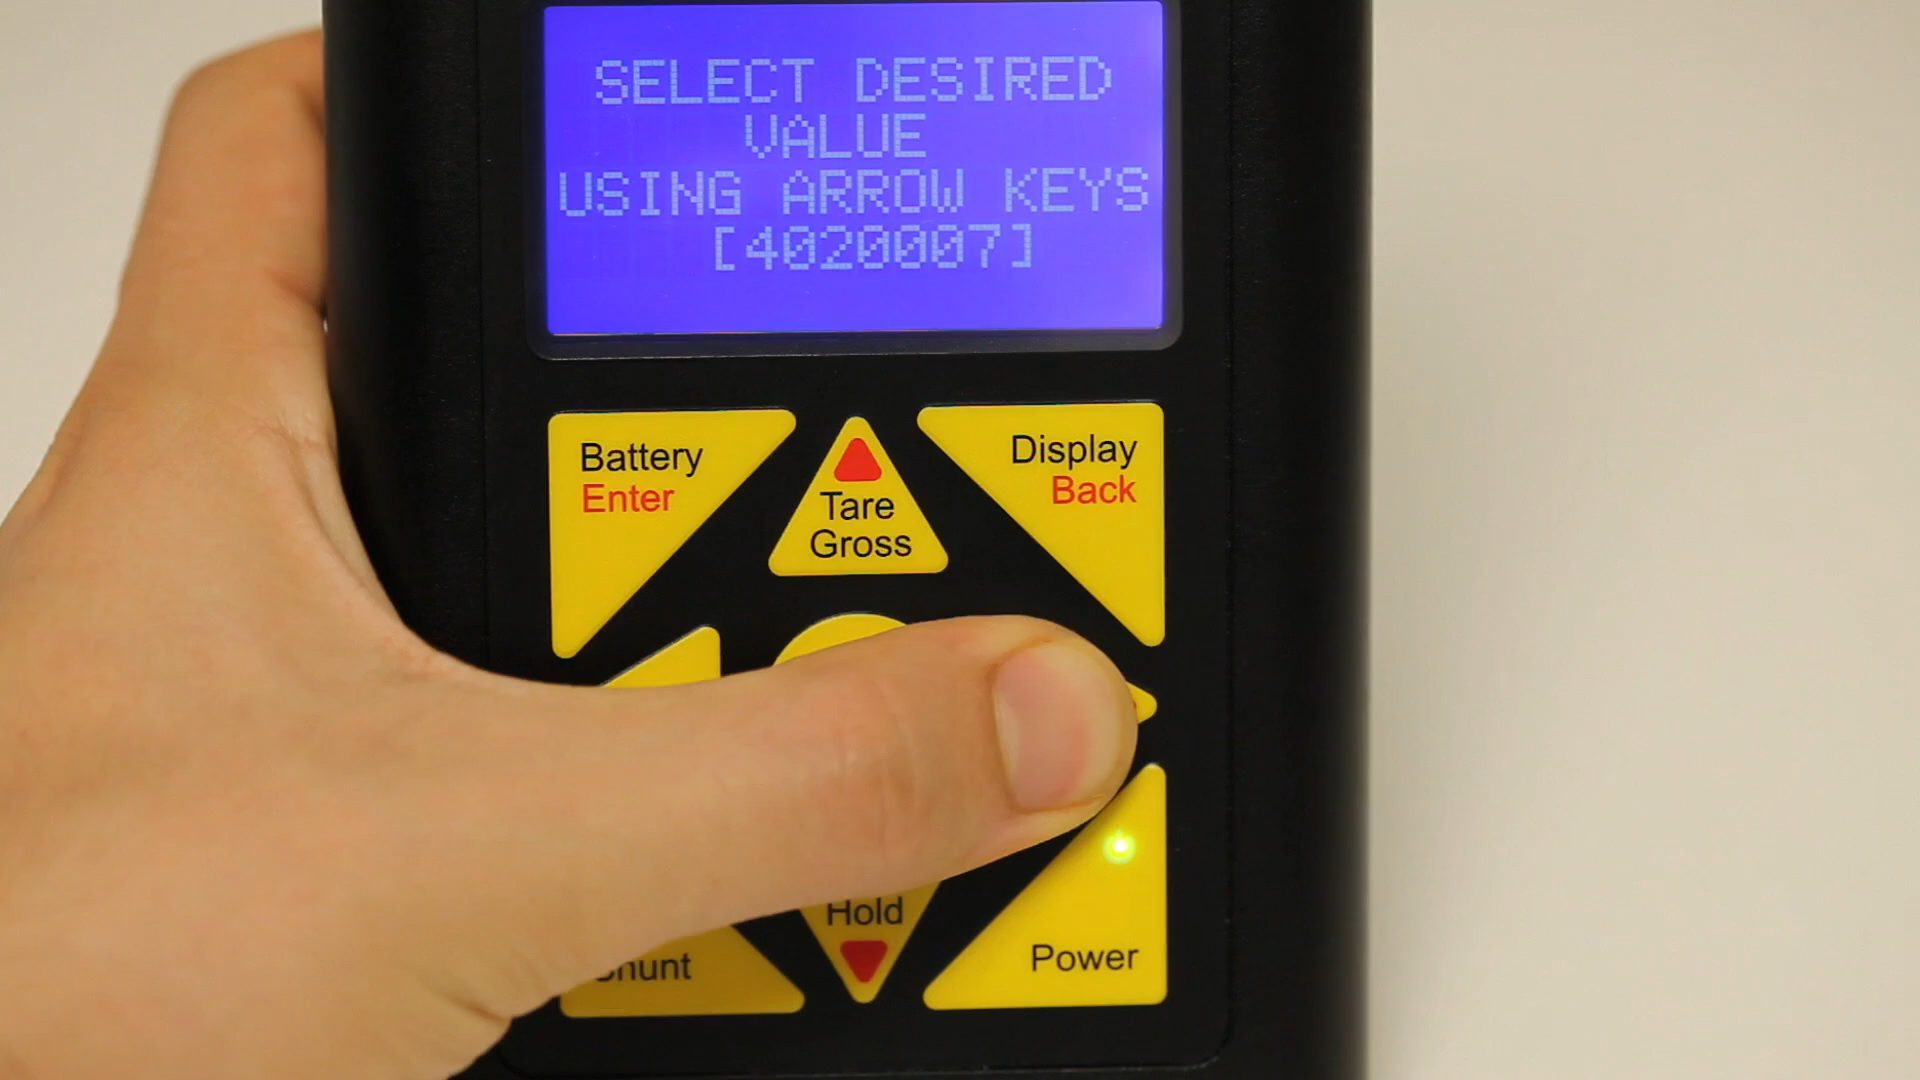 SELECT DESIRED
VALUE
USING ARROW KEYS
[4020007]
Battery
Enter
Tare
Gross
Display
Back
Hold
Power